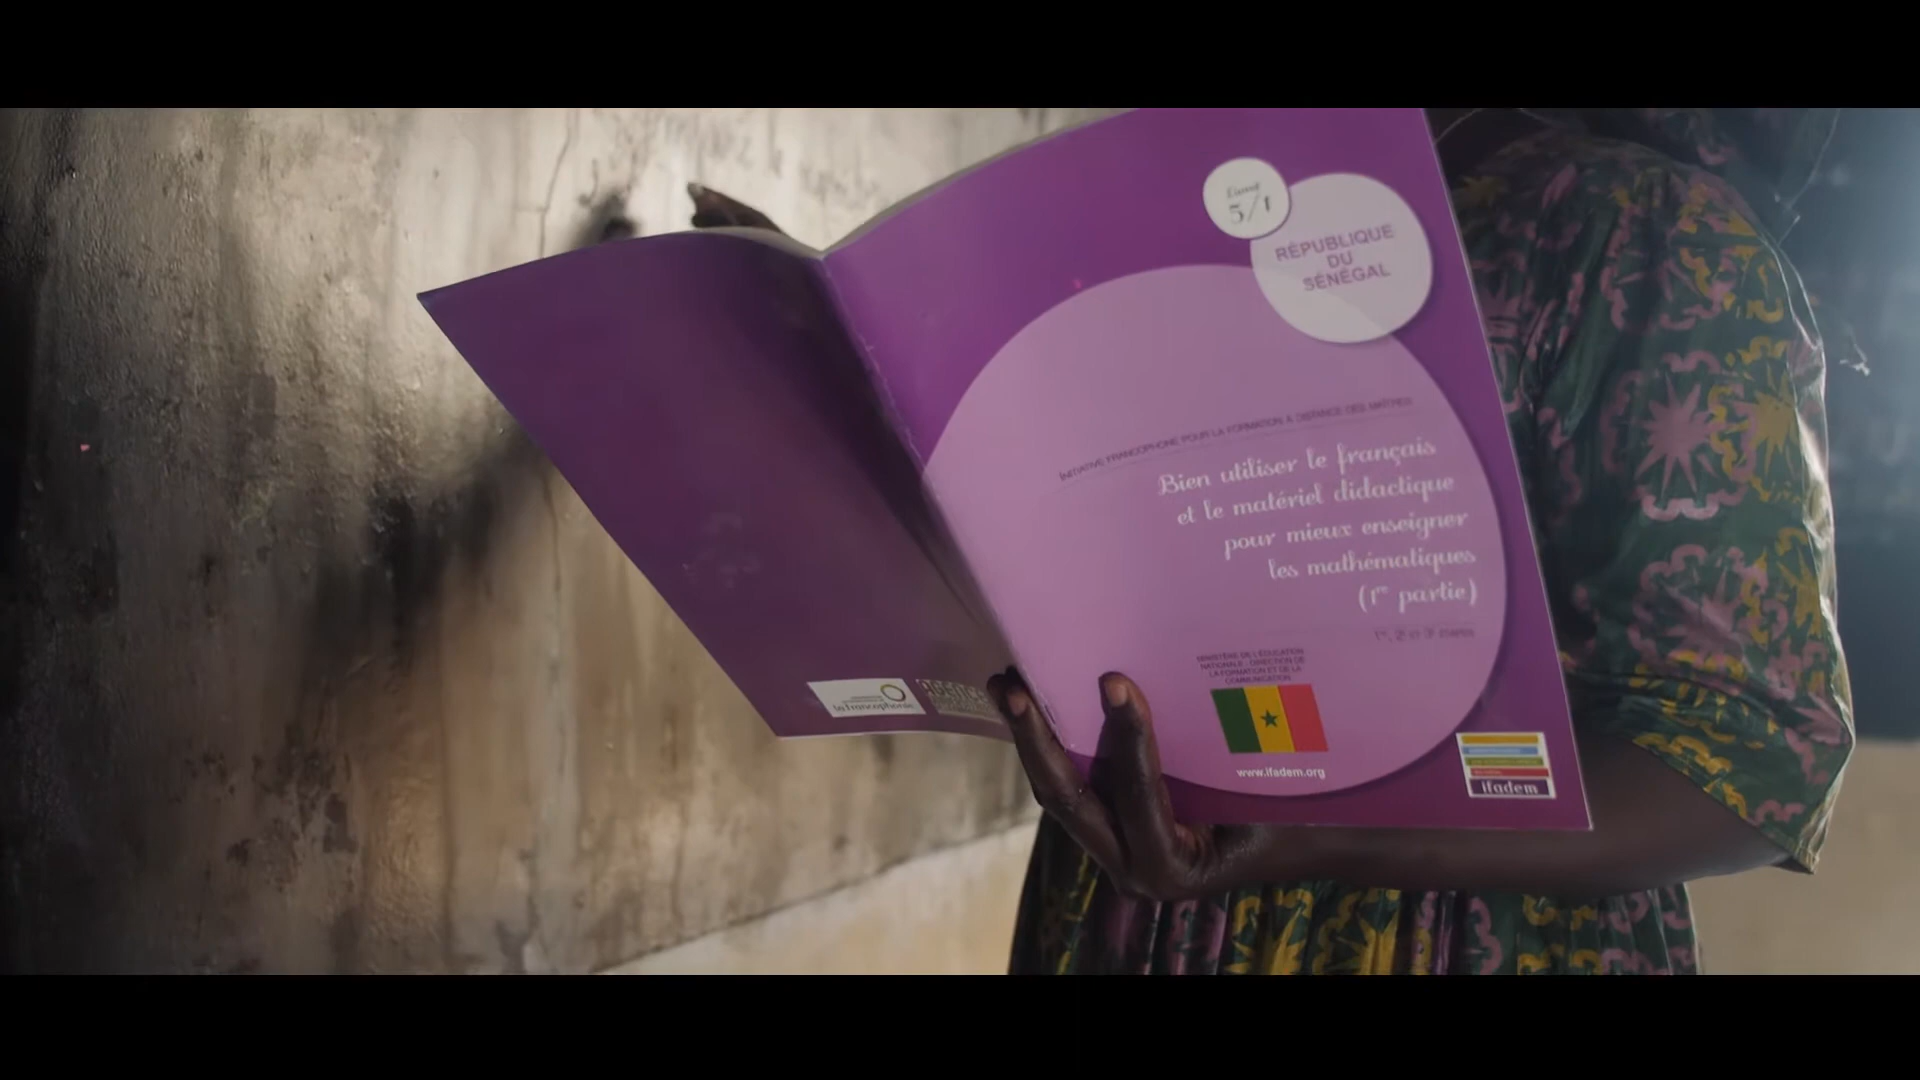 Livret
5/1
RÉPUBLIQUE
DU
SÉNÉGAL
INITIATIVE FRANCOPHONE POUR LA FORMATION À DISTANCE DES MAÎTRES
Bien utiliser le français
et le matériel didactique
pour mieux enseigner
les mathématiques
(1re partie)
1re, 2e et 3e étapes
MINISTÈRE DE L'ÉDUCATION
NATIONALE, DIRECTION DE
LA FORMATION ET DE LA
COMMUNICATION
www.ifadem.org
ifadem
la francophonie